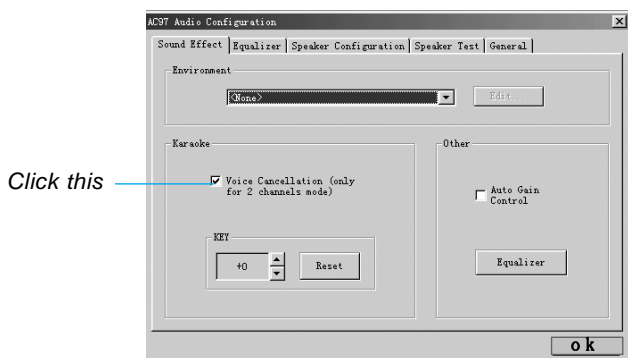 AC97 Audio Configuration
Sound Effect Equalizer Speaker Configuration Speaker Test General
Environment
<None>
Edit...
Karaoke
Click this
Voice Cancellation (only
for 2 channels mode)
KEY
+0
Reset
Other
Auto Gain
Control
Equalizer
ok